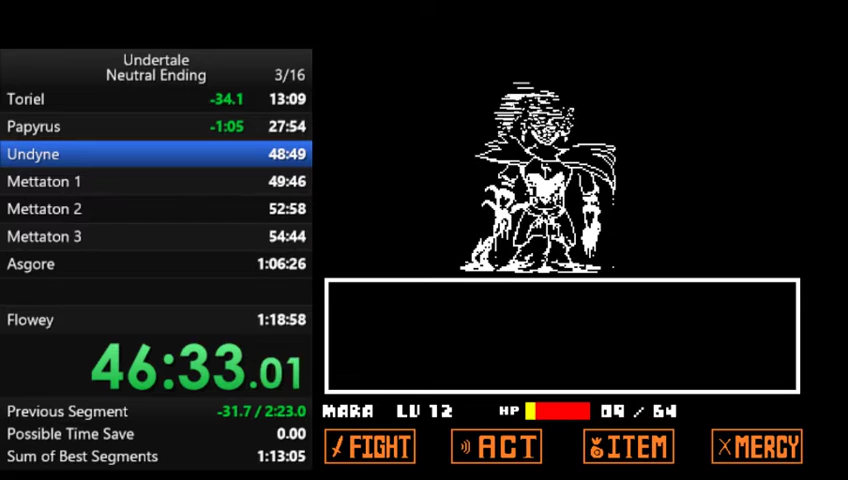 Undertale
Neutral Ending 3/16
Toriel -34.1 13:09
Papyrus -1:05 27:54
Undyne 48:49
Mettaton 1 49:46
Mettaton 2 52:58
Mettaton 3 54:44
Asgore 1:06:26
Flowey 1:18:58
46:33.01
Previous Segment -31.7 / 2:23.0
Possible Time Save 0.00
Sum of Best Segments 1:13:05
MARA LV 12 HP 09 / 64
FIGHT ACT ITEM MERCY